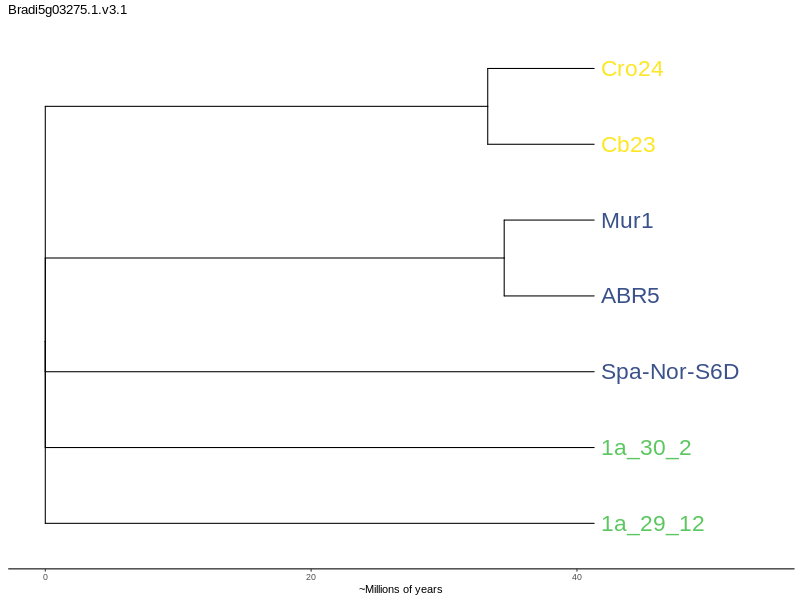 Bradi5g03275.1.v3.1
Cro24
Cb23
Mur1
ABR5
Spa-Nor-S6D
1a_30_2
1a_29_12
0 20 40
~Millions of years